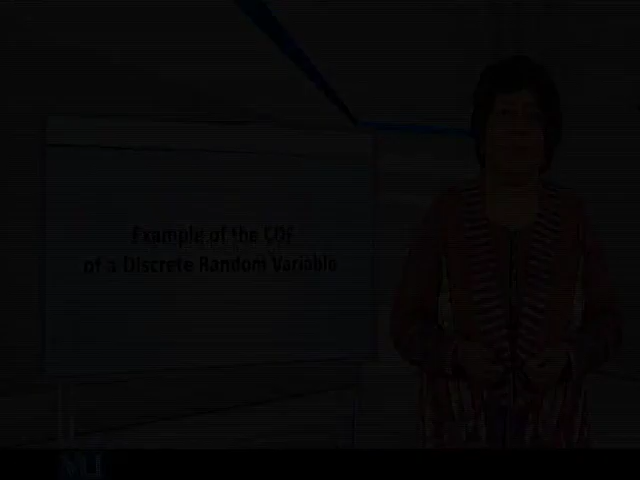 Example of the CDF
of a Discrete Random Variable